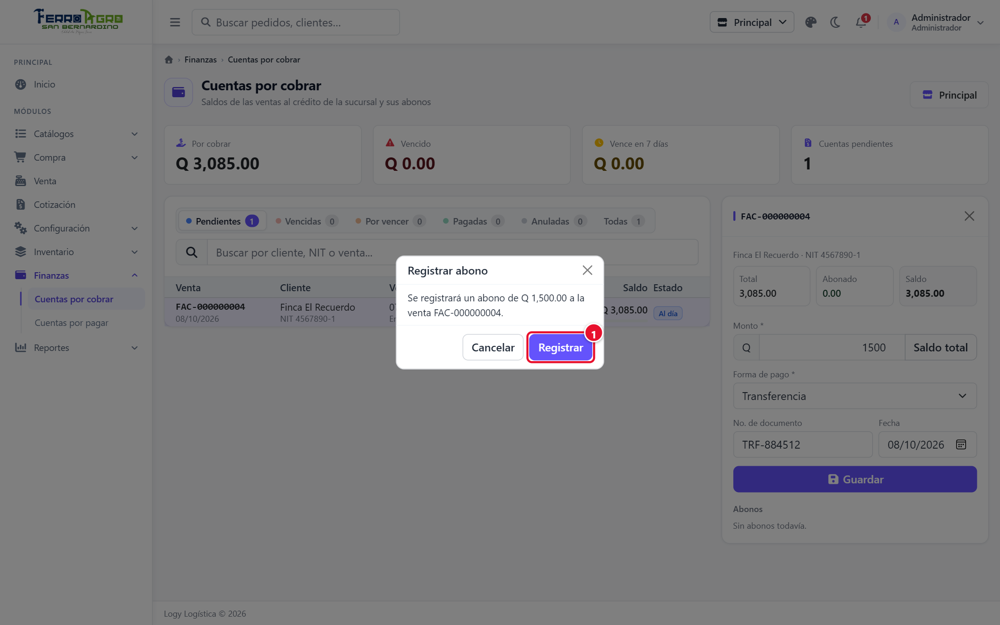 FERRO AGRO
SAN BERNARDINO
Buscar pedidos, clientes...
Principal
1
A
Administrador
Administrador
PRINCIPAL
Inicio
MÓDULOS
Catálogos
Compra
Venta
Cotización
Configuración
Inventario
Finanzas
Cuentas por cobrar
Cuentas por pagar
Reportes
Finanzas › Cuentas por cobrar
Cuentas por cobrar
Saldos de las ventas al crédito de la sucursal y sus abonos
Principal
Por cobrar
Q 3,085.00
Vencido
Q 0.00
Vence en 7 días
Q 0.00
Cuentas pendientes
1
Pendientes 1 Vencidas 0 Por vencer 0 Pagadas 0 Anuladas 0 Todas 1
Buscar por cliente, NIT o venta...
Venta Cliente Saldo Estado
FAC-000000004 Finca El Recuerdo Q 3,085.00 Al día
08/10/2026 NIT 4567890-1
Registrar abono
Se registrará un abono de Q 1,500.00 a la
venta FAC-000000004.
Cancelar Registrar
1
FAC-000000004
Finca El Recuerdo · NIT 4567890-1
Total Abonado Saldo
3,085.00 0.00 3,085.00
Monto *
Q 1500 Saldo total
Forma de pago *
Transferencia
No. de documento Fecha
TRF-884512 08/10/2026
Guardar
Abonos
Sin abonos todavía.
Logy Logística © 2026